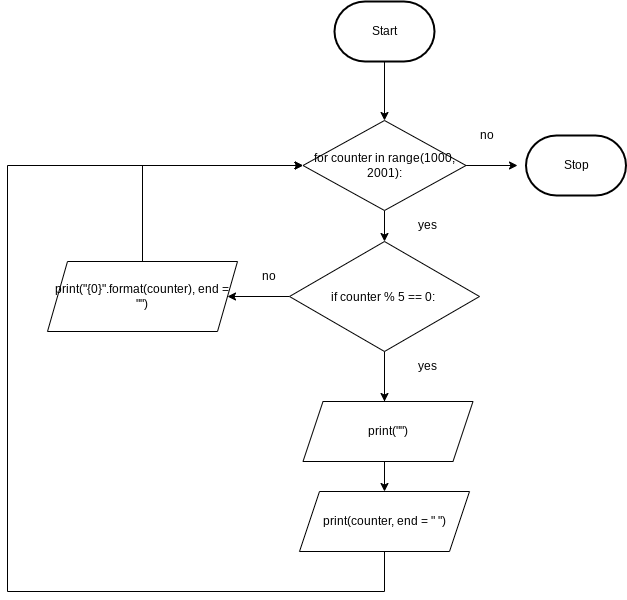 Start
for counter in range(1000,
2001):
no
Stop
yes
if counter % 5 == 0:
no
print("{0}".format(counter), end =
"")
yes
print("")
print(counter, end = " ")